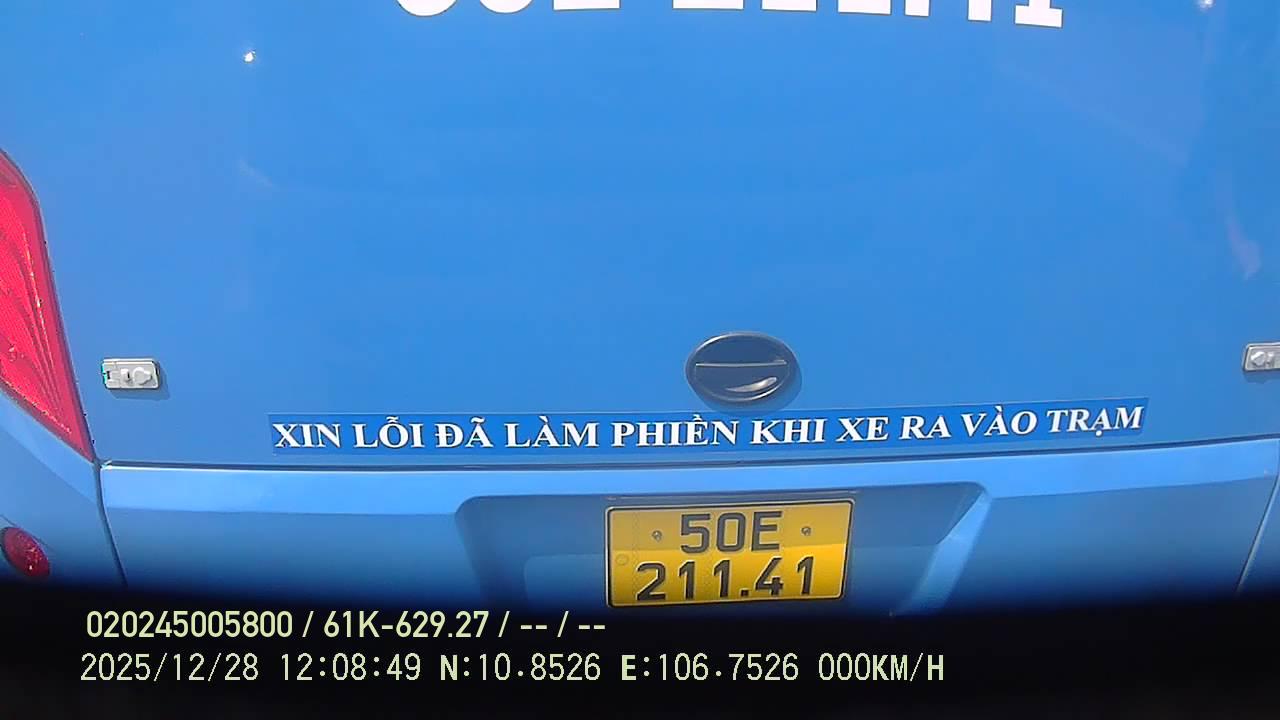 XIN LỖI ĐÃ LÀM PHIỀN KHI XE RA VÀO TRẠM
50E
211.41
020245005800 / 61K-629.27 / -- / --
2025/12/28 12:08:49 N:10.8526 E:106.7526 000KM/H